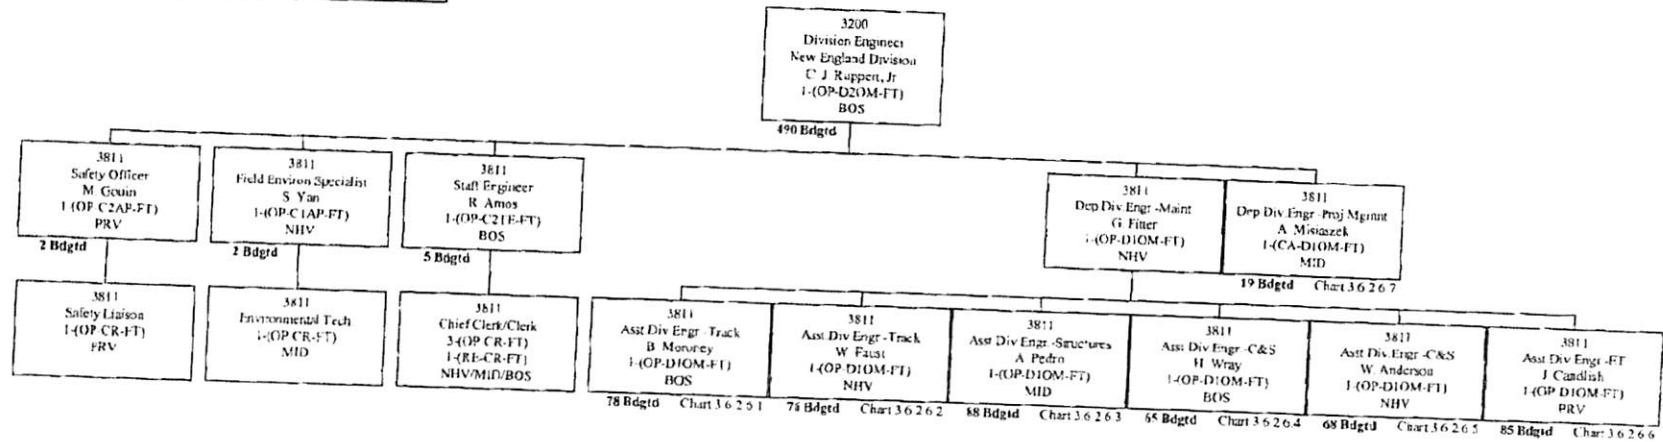 3200
Division Engineer
New England Division
C J Ruppert, Jr
1-(OP-D2OM-FT)
BOS
490 Bdgtd
3811
Safety Officer
M Gouin
1-(OP-C2AP-FT)
PRV
2 Bdgtd
3811
Field Environ Specialist
S Yan
1-(OP-C1AP-FT)
NHV
2 Bdgtd
3811
Staff Engineer
R Amos
1-(OP-C2TE-FT)
BOS
5 Bdgtd
3811
Dep Div Engr -Maint
G Fitter
1-(OP-D1OM-FT)
NHV
3811
Dep Div Engr -Proj Mgmnt
A Misiaszek
1-(CA-D1OM-FT)
MID
19 Bdgtd Chart 3 6 2 6 7
3811
Safety Liaison
1-(OP CR-FT)
PRV
3811
Environmental Tech
1-(OP CR-FT)
MID
3811
Chief Clerk/Clerk
3-(OP CR-FT)
1-(RE-CR-FT)
NHV/MID/BOS
3811
Asst Div Engr -Track
B Moroney
1-(OP-D1OM-FT)
BOS
78 Bdgtd Chart 3 6 2 6 1
3811
Asst Div Engr -Track
W Faust
1-(OP-D1OM-FT)
NHV
Bdgtd Chart 3 6 2 6 2
3811
Asst Div Engr -Structures
A Pedro
1-(OP-D1OM-FT)
MID
88 Bdgtd Chart 3 6 2 6 3
3811
Asst Div.Engr -C&S
H Wray
1-(OP-D1OM-FT)
BOS
65 Bdgtd Chart 3 6 2 6.4
3811
Asst Div.Engr -C&S
W. Anderson
1-(OP-D1OM-FT)
NHV
68 Bdgtd Chart 3 6 2 6 5
3811
Asst Div Engr -ET
J Candlish
1-(OP D1OM-FT)
PRV
85 Bdgtd Chart 3 6 2 6 6